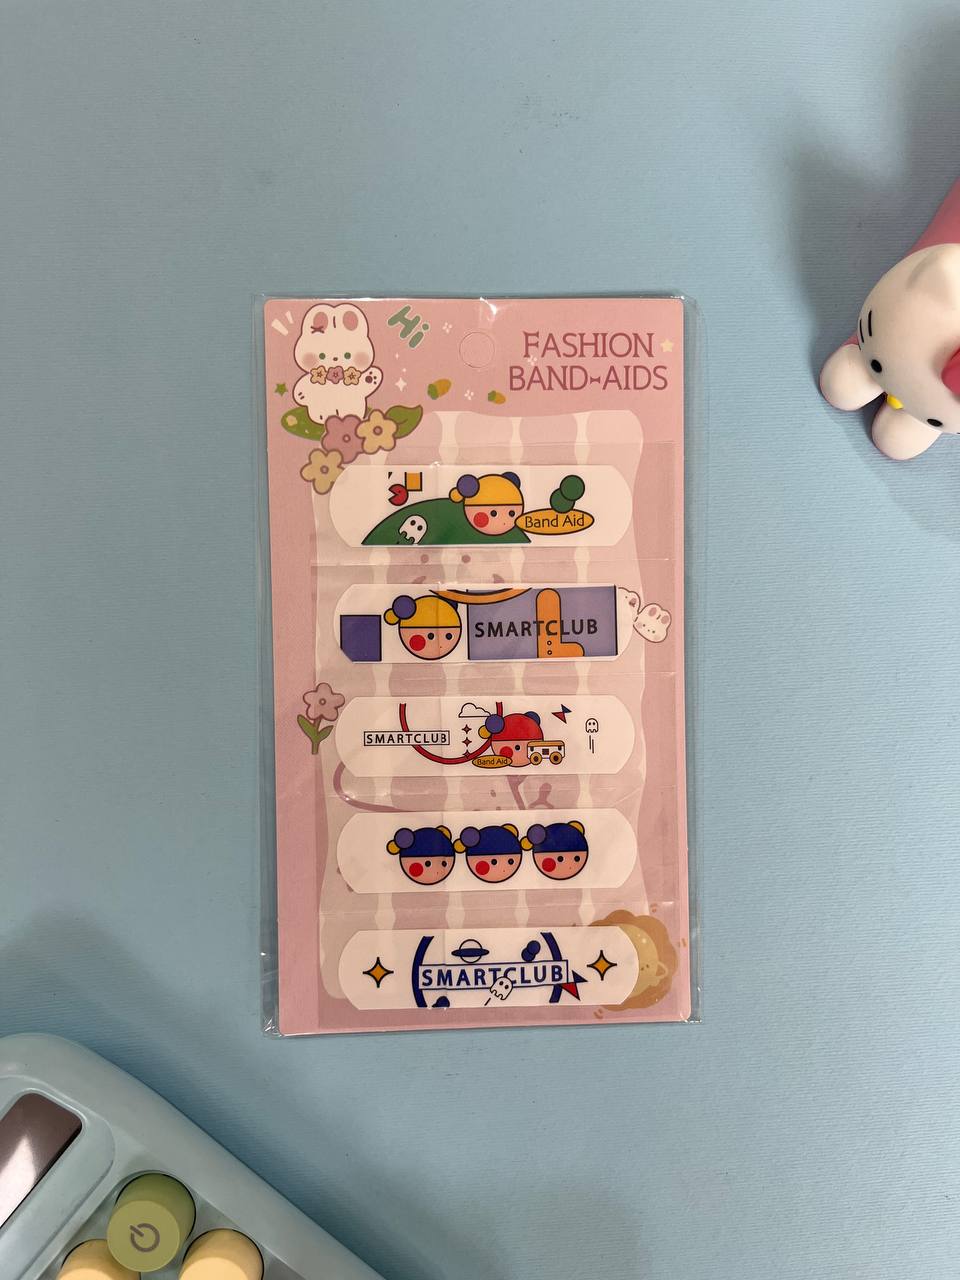 Hi
FASHION
BAND-AIDS
Band Aid
SMARTCLUB
SMARTCLUB
Band Aid
SMARTCLUB